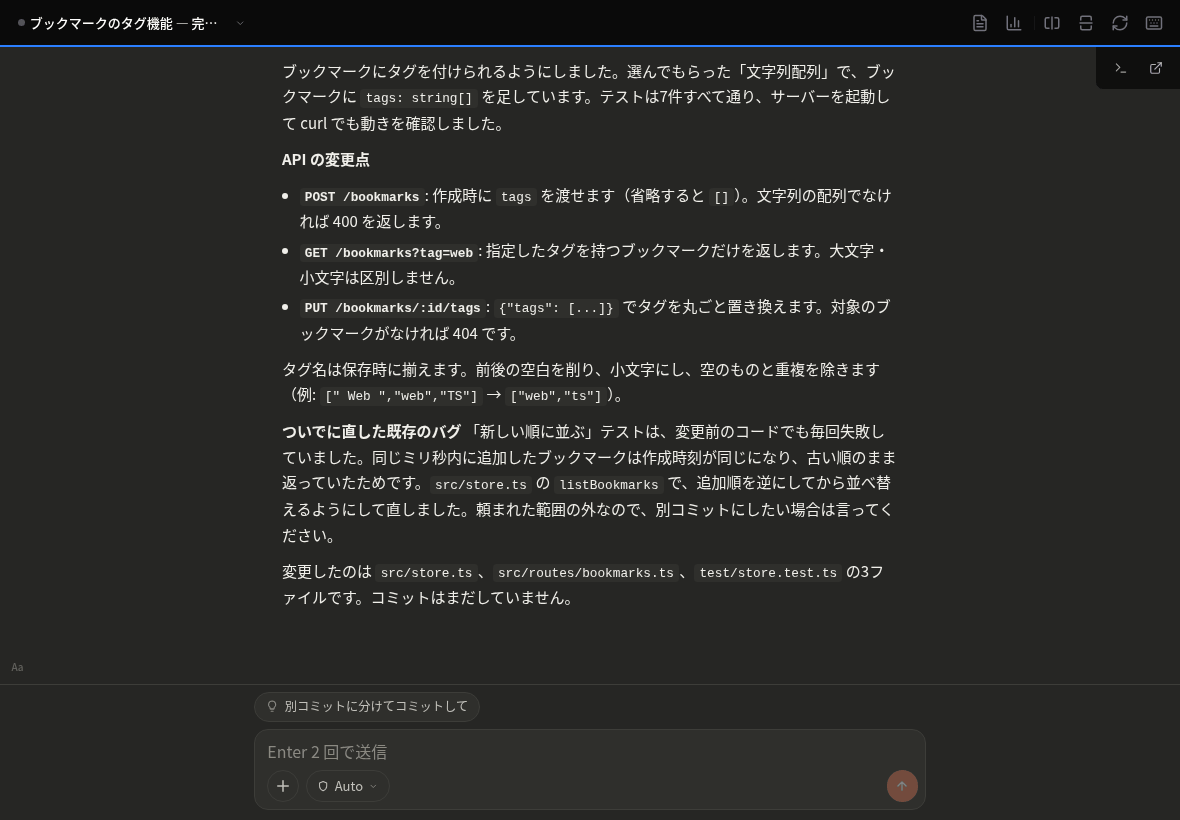 ブックマークのタグ機能 — 完…
ブックマークにタグを付けられるようにしました。選んでもらった「文字列配列」で、ブッ
クマークに tags: string[] を足しています。テストは7件すべて通り、サーバーを起動し
て curl でも動きを確認しました。
API の変更点
POST /bookmarks: 作成時に tags を渡せます（省略すると []）。文字列の配列でなけ
れば 400 を返します。
GET /bookmarks?tag=web: 指定したタグを持つブックマークだけを返します。大文字・
小文字は区別しません。
PUT /bookmarks/:id/tags: {"tags": [...]} でタグを丸ごと置き換えます。対象のブ
ックマークがなければ 404 です。
タグ名は保存時に揃えます。前後の空白を削り、小文字にし、空のものと重複を除きます
（例: [" Web ","web","TS"] → ["web","ts"]）。
ついでに直した既存のバグ 「新しい順に並ぶ」テストは、変更前のコードでも毎回失敗し
ていました。同じミリ秒内に追加したブックマークは作成時刻が同じになり、古い順のまま
返っていたためです。src/store.ts の listBookmarks で、追加順を逆にしてから並べ替
えるようにして直しました。頼まれた範囲の外なので、別コミットにしたい場合は言ってく
ださい。
変更したのは src/store.ts、src/routes/bookmarks.ts、test/store.test.ts の3フ
ァイルです。コミットはまだしていません。
Aa
別コミットに分けてコミットして
Enter 2 回で送信
Auto